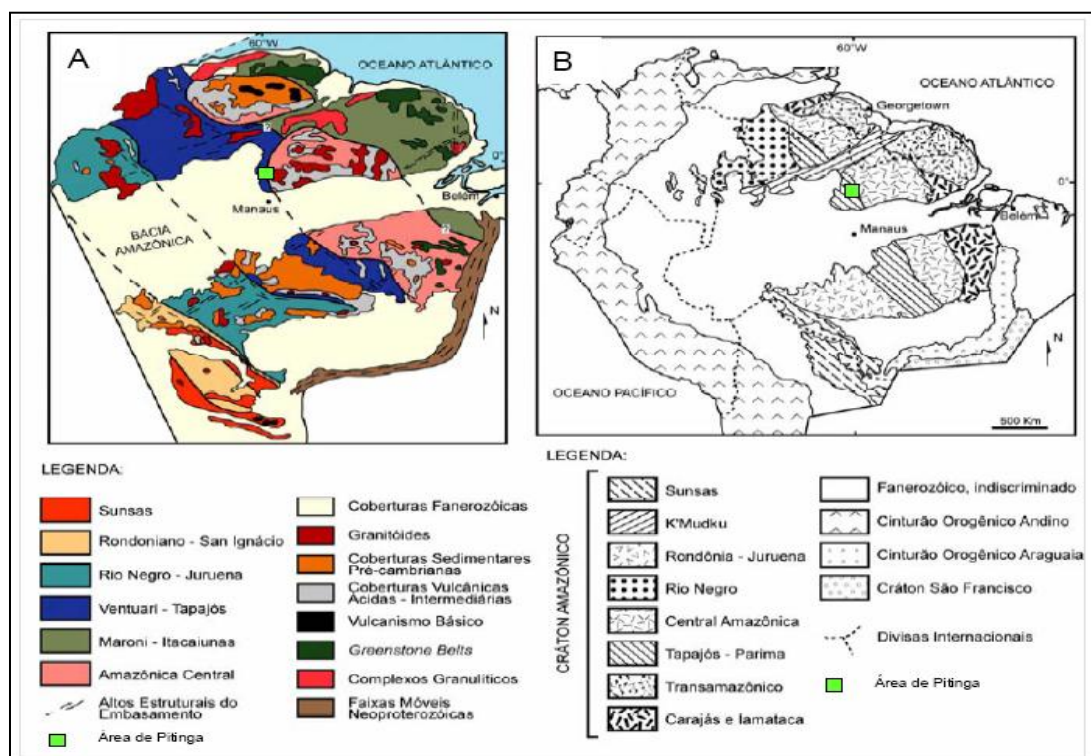 A
60°W
OCEANO ATLÂNTICO
0°
Manaus
Belém
BACIA
AMAZÔNICA
N
LEGENDA:
Sunsas
Rondoniano - San Ignácio
Rio Negro - Juruena
Ventuari - Tapajós
Maroni - Itacaiunas
Amazônica Central
Altos Estruturais do
Embasamento
Área de Pitinga
Coberturas Fanerozóicas
Granitóides
Coberturas Sedimentares
Pré-cambrianas
Coberturas Vulcânicas
Ácidas - Intermediárias
Vulcanismo Básico
Greenstone Belts
Complexos Granulíticos
Faixas Móveis
Neoproterozóicas
B
60°W
OCEANO ATLÂNTICO
Georgetown
0°
Belém
Manaus
N
OCEANO PACÍFICO
500 Km
LEGENDA:
CRÁTON AMAZÔNICO
Sunsas
K'Mudku
Rondônia - Juruena
Rio Negro
Central Amazônica
Tapajós - Parima
Transamazônico
Carajás e Iamataca
Fanerozóico, indiscriminado
Cinturão Orogênico Andino
Cinturão Orogênico Araguaia
Cráton São Francisco
Divisas Internacionais
Área de Pitinga